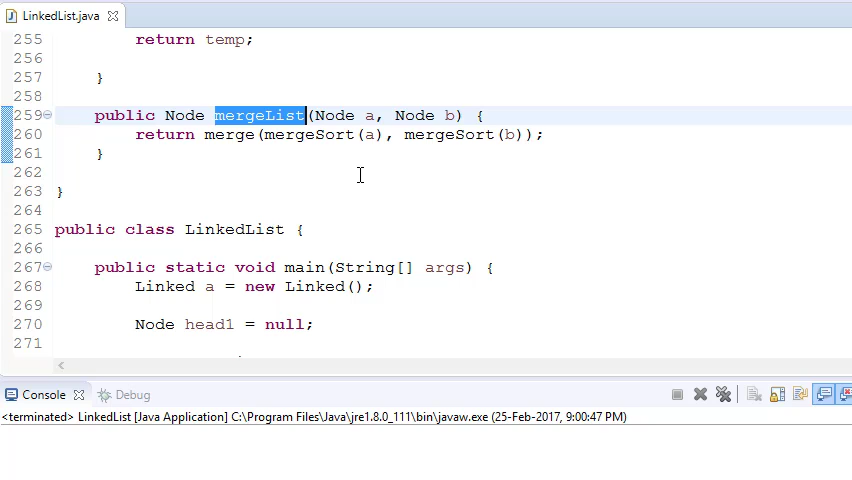 LinkedList.java
255 return temp;
256
257 }
258
259 public Node mergeList(Node a, Node b) {
260 return merge(mergeSort(a), mergeSort(b));
261 }
262
263 }
264
265 public class LinkedList {
266
267 public static void main(String[] args) {
268 Linked a = new Linked();
269
270 Node head1 = null;
271
Console Debug
<terminated> LinkedList [Java Application] C:\Program Files\Java\jre1.8.0_111\bin\javaw.exe (25-Feb-2017, 9:00:47 PM)